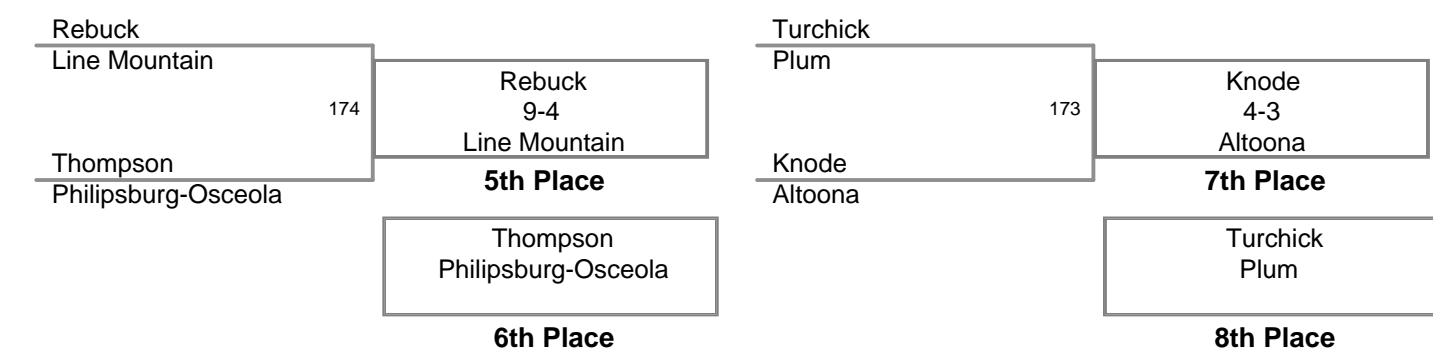 Rebuck
Line Mountain
174
Thompson
Philipsburg-Osceola
Rebuck
9-4
Line Mountain
5th Place
Thompson
Philipsburg-Osceola
6th Place
Turchick
Plum
173
Knode
Altoona
Knode
4-3
Altoona
7th Place
Turchick
Plum
8th Place